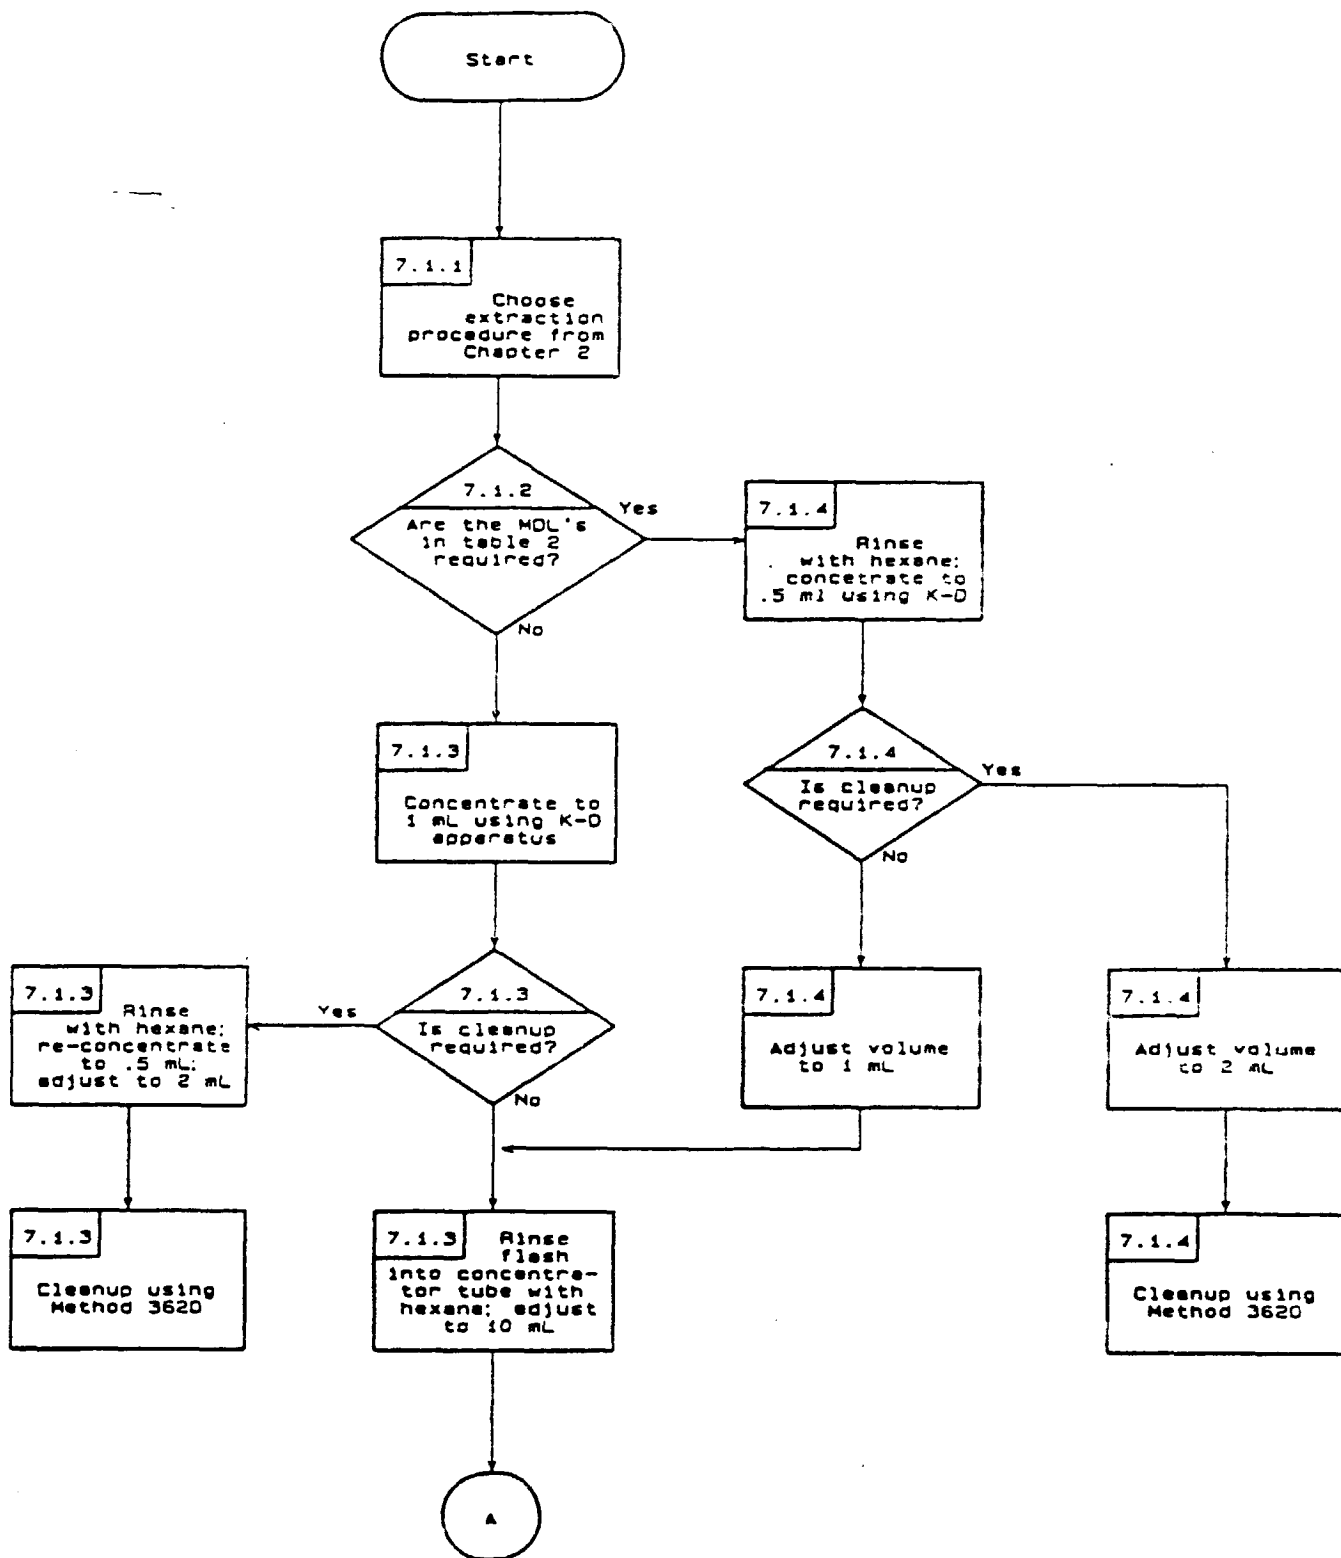 Start
7.1.1
Choose
extraction
procedure from
Chapter 2
7.1.2
Are the MDL's
in table 2
required?
Yes
No
7.1.4
Rinse
with hexane;
concetrate to
.5 ml using K-D
7.1.3
Concentrate to
1 mL using K-D
apparatus
7.1.4
Is cleanup
required?
Yes
No
7.1.3
Rinse
with hexane;
re-concentrate
to .5 mL;
adjust to 2 mL
Yes
7.1.3
Is cleanup
required?
No
7.1.4
Adjust volume
to 1 mL
7.1.4
Adjust volume
to 2 mL
7.1.3
Cleanup using
Method 3620
7.1.3
Rinse
flash
into concentra-
tor tube with
hexane; adjust
to 10 mL
7.1.4
Cleanup using
Method 3620
A